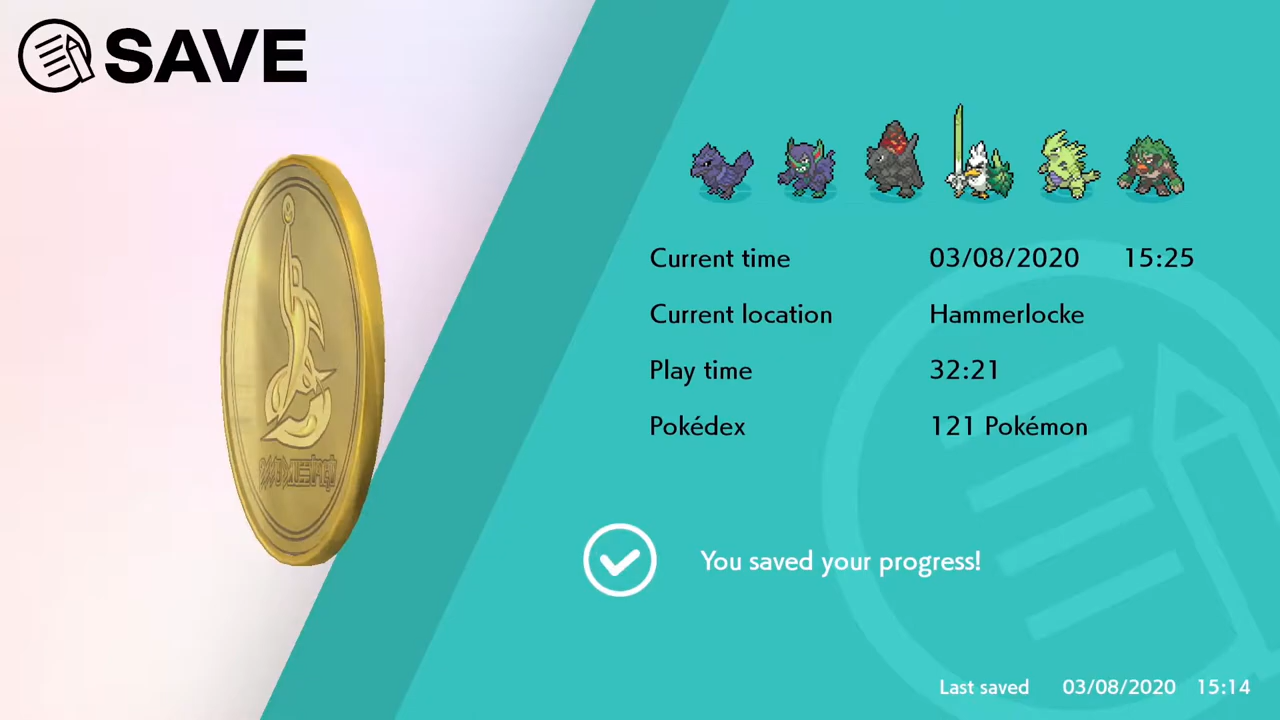 SAVE
Current time 03/08/2020 15:25
Current location Hammerlocke
Play time 32:21
Pokédex 121 Pokémon
You saved your progress!
Last saved 03/08/2020 15:14